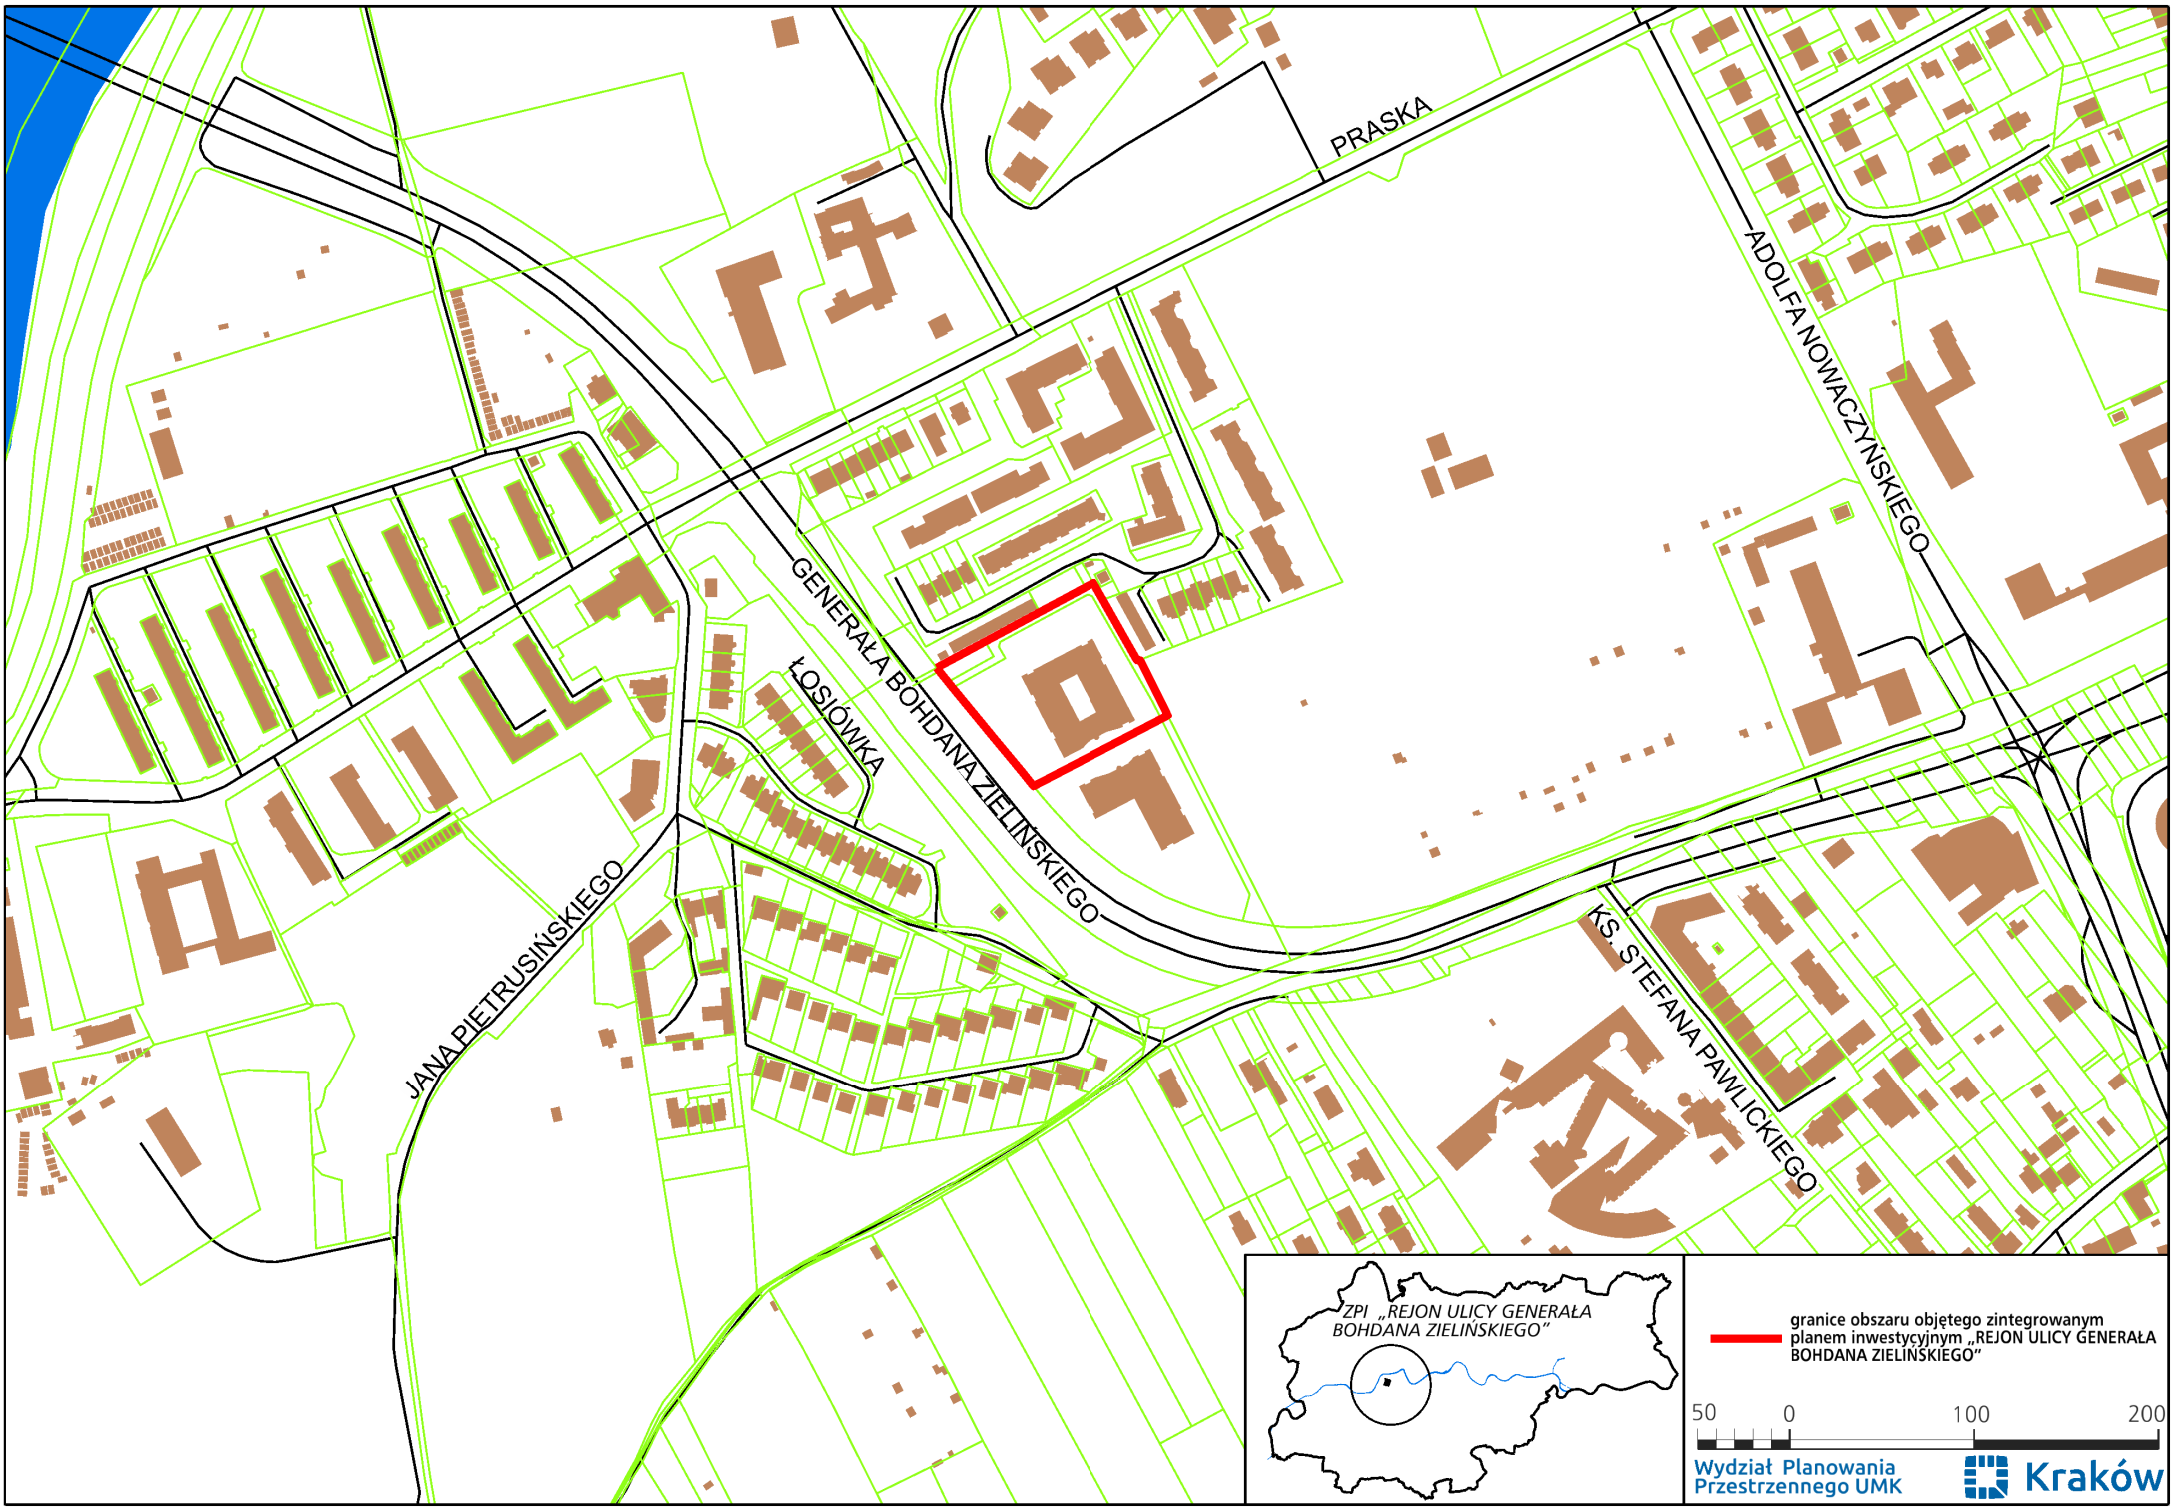 PRASKA
ADOLFA NOWACZYŃSKIEGO
GENERAŁA BOHDANA ZIELIŃSKIEGO
ŁOSIÓWKA
JANA PIETRUSIŃSKIEGO
KS. STEFANA PAWLICKIEGO
ZPI „REJON ULICY GENERAŁA
BOHDANA ZIELIŃSKIEGO”
granice obszaru objętego zintegrowanym
planem inwestycyjnym „REJON ULICY GENERAŁA
BOHDANA ZIELIŃSKIEGO”
50 0 100 200
Wydział Planowania
Przestrzennego UMK
Kraków